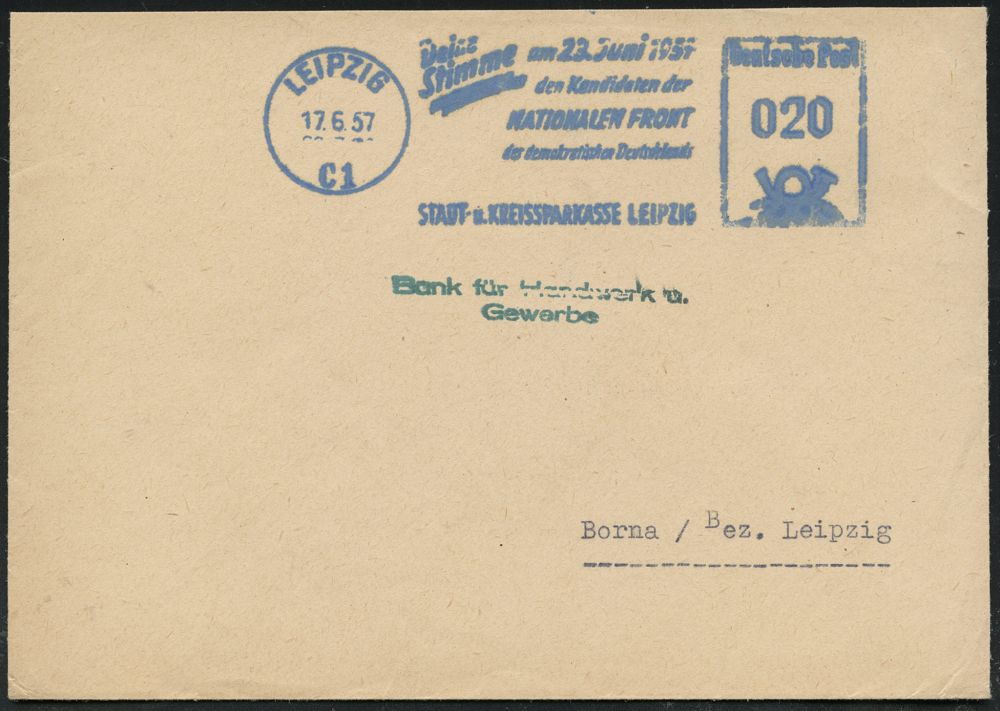 LEIPZIG
17.6.57
C1
Deine
Stimme
am 23. Juni 1957
den Kandidaten der
NATIONALEN FRONT
des demokratischen Deutschlands
STADT- u. KREISSPARKASSE LEIPZIG
Deutsche Post
020
Bank für Handwerk u.
Gewerbe
Borna / Bez. Leipzig